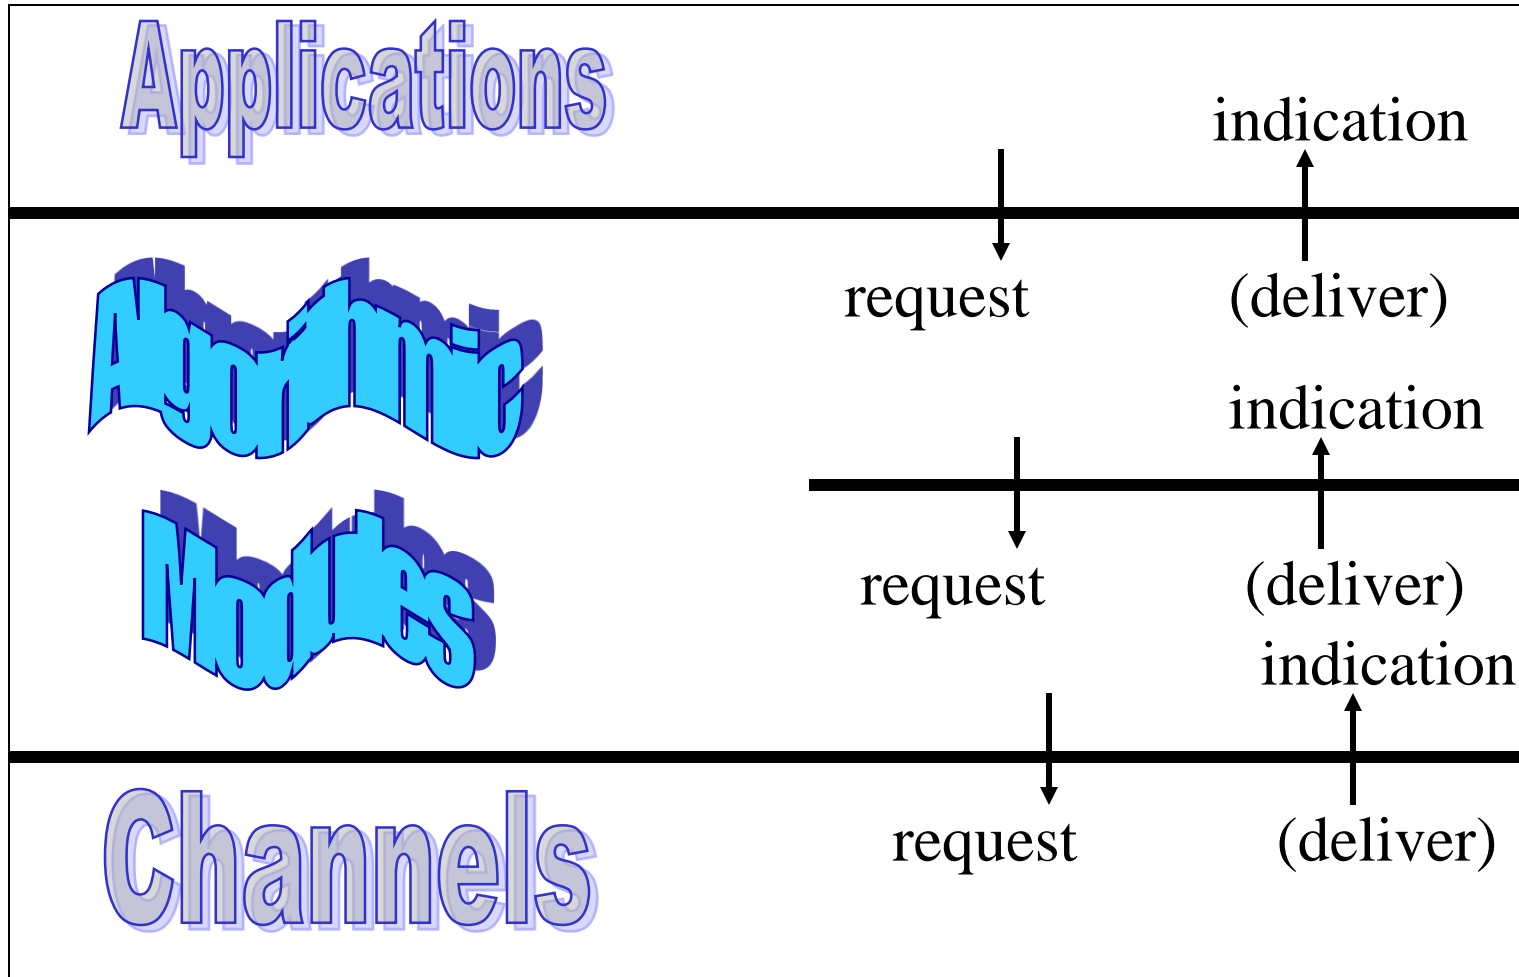 Applications
indication
request (deliver)
Algorithmic
indication
Modules
request (deliver)
indication
Channels
request (deliver)